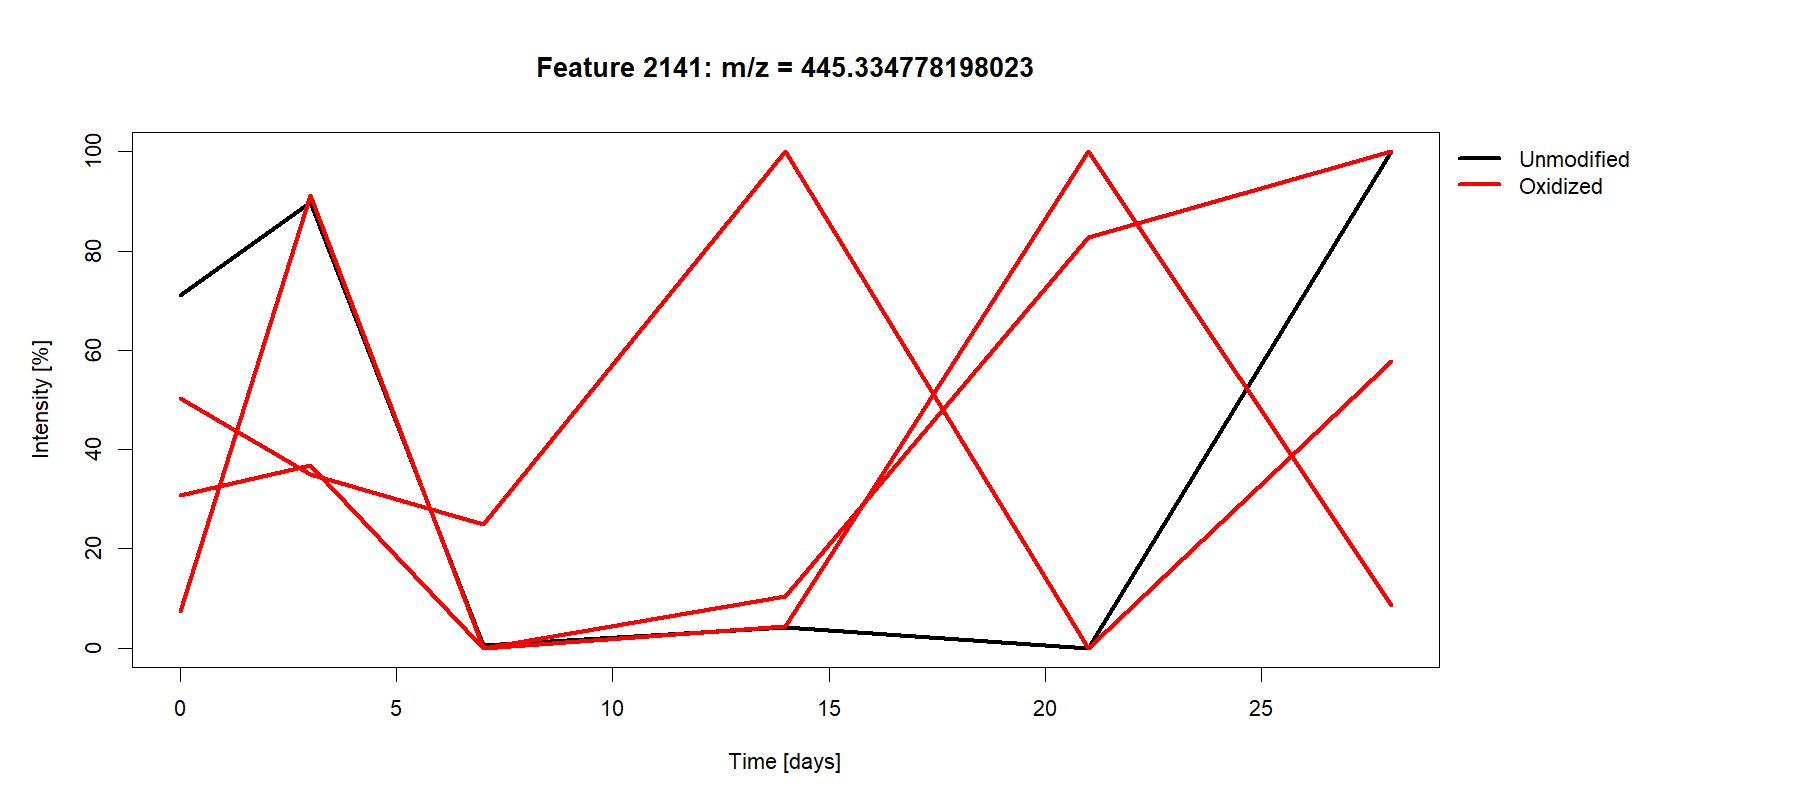 Feature 2141: m/z = 445.334778198023
Unmodified
Oxidized
Intensity [%]
100
80
60
40
20
0
0 5 10 15 20 25
Time [days]